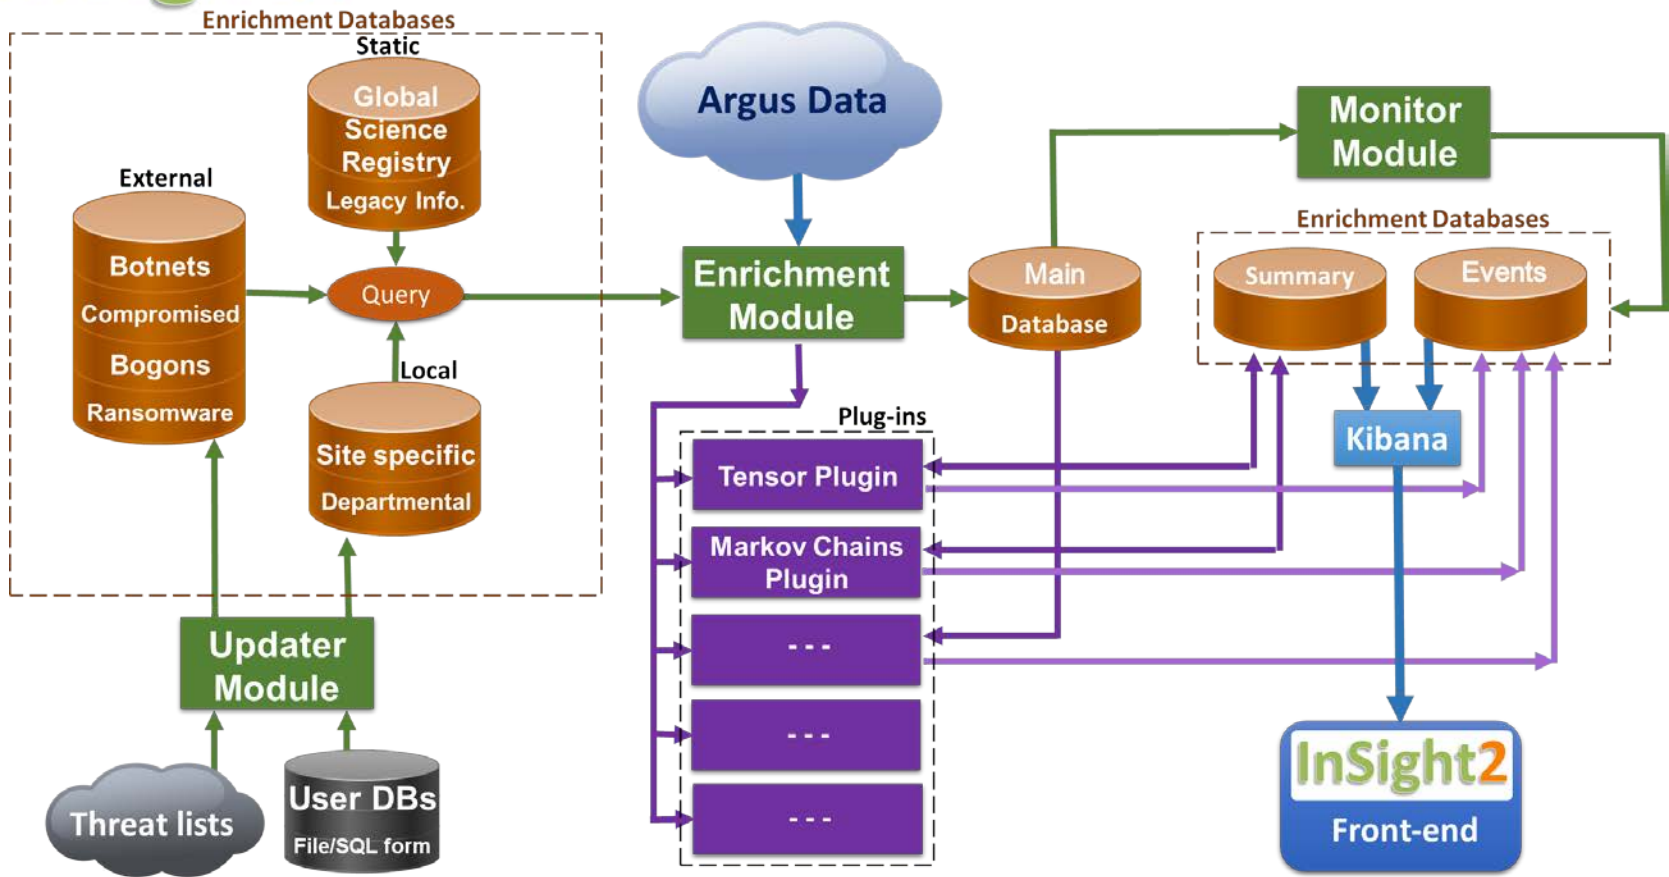 Enrichment Databases
Static
Global
Science
Registry
Legacy Info.
External
Botnets
Compromised
Bogons
Ransomware
Query
Local
Site specific
Departmental
Updater
Module
Threat lists
User DBs
File/SQL form
Argus Data
Enrichment
Module
Main
Database
Plug-ins
Tensor Plugin
Markov Chains
Plugin
- - -
- - -
- - -
Monitor
Module
Enrichment Databases
Summary
Events
Kibana
InSight2
Front-end